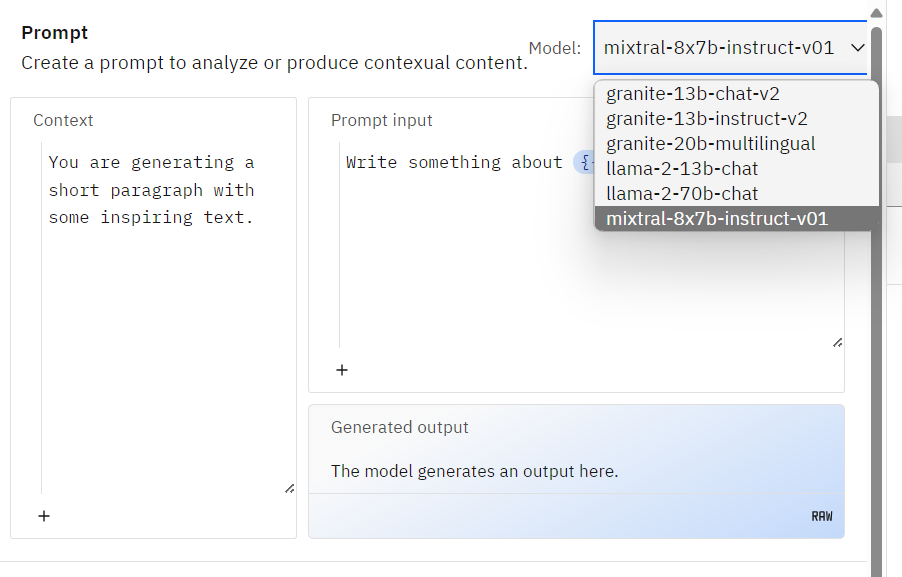 Prompt
Create a prompt to analyze or produce contexual content.
Model:
mixtral-8x7b-instruct-v01
granite-13b-chat-v2
granite-13b-instruct-v2
granite-20b-multilingual
llama-2-13b-chat
llama-2-70b-chat
mixtral-8x7b-instruct-v01
Context
You are generating a
short paragraph with
some inspiring text.
+
Prompt input
Write something about {
+
Generated output
The model generates an output here.
RAW